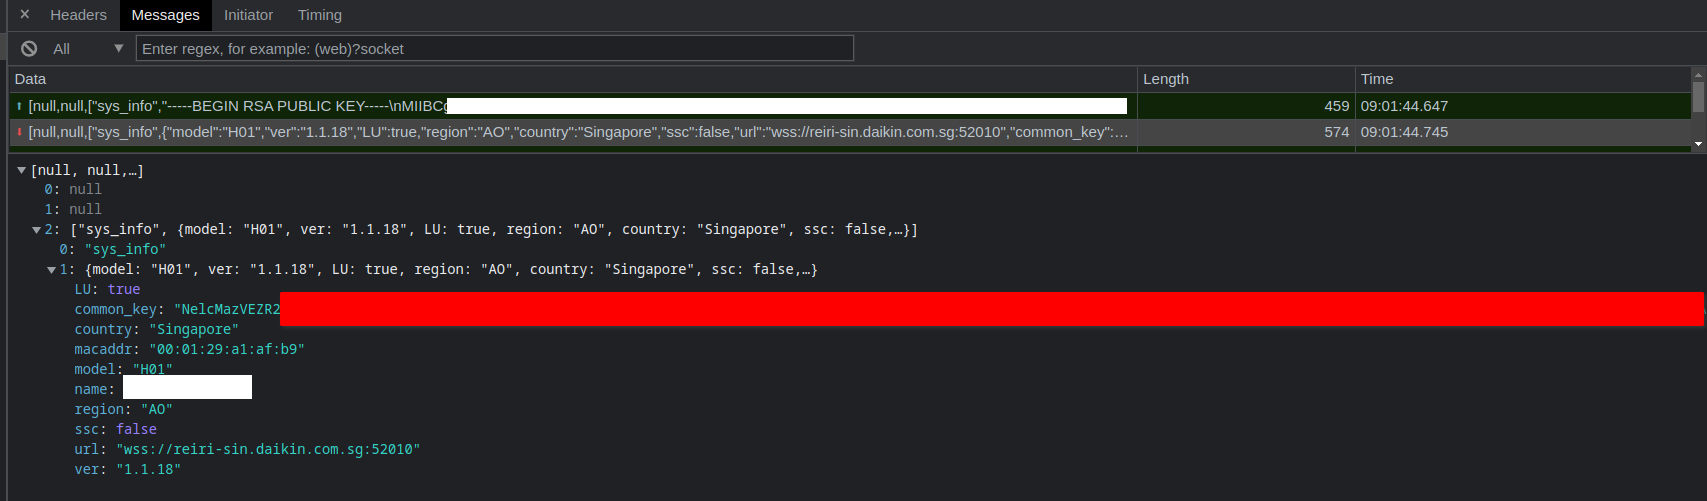 × Headers Messages Initiator Timing
All ▼ Enter regex, for example: (web)?socket
Data Length Time
⬆ [null,null,["sys_info","-----BEGIN RSA PUBLIC KEY-----\nMIIBC 459 09:01:44.647
⬇ [null,null,["sys_info",{"model":"H01","ver":"1.1.18","LU":true,"region":"AO","country":"Singapore","ssc":false,"url":"wss://reiri-sin.daikin.com.sg:52010","common_key":… 574 09:01:44.745
▼ [null, null,…]
0: null
1: null
▼ 2: ["sys_info", {model: "H01", ver: "1.1.18", LU: true, region: "AO", country: "Singapore", ssc: false,…}]
0: "sys_info"
▼ 1: {model: "H01", ver: "1.1.18", LU: true, region: "AO", country: "Singapore", ssc: false,…}
LU: true
common_key: "NelcMazVEZR2
country: "Singapore"
macaddr: "00:01:29:a1:af:b9"
model: "H01"
name:
region: "AO"
ssc: false
url: "wss://reiri-sin.daikin.com.sg:52010"
ver: "1.1.18"